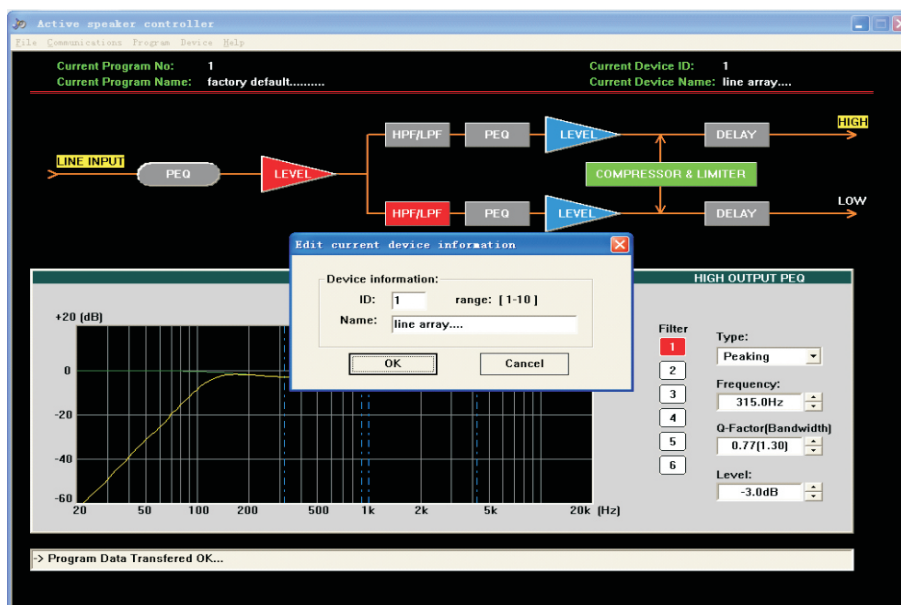 Active speaker controller
File Communications Program Device Help
Current Program No: 1 Current Device ID: 1
Current Program Name: factory default.......... Current Device Name: line array....
HIGH
HPF/LPF PEQ LEVEL DELAY
LINE INPUT
PEQ LEVEL COMPRESSOR & LIMITER
LOW
HPF/LPF PEQ LEVEL DELAY
Edit current device information
Device information:
ID: 1 range: [ 1-10 ]
Name: line array....
OK Cancel
HIGH OUTPUT PEQ
+20 (dB)
0
-20
-40
-60
20 50 100 200 500 1k 2k 5k 20k (Hz)
Filter
1
2
3
4
5
6
Type:
Peaking
Frequency:
315.0Hz
Q-Factor(Bandwidth)
0.77(1.30)
Level:
-3.0dB
-> Program Data Transfered OK...